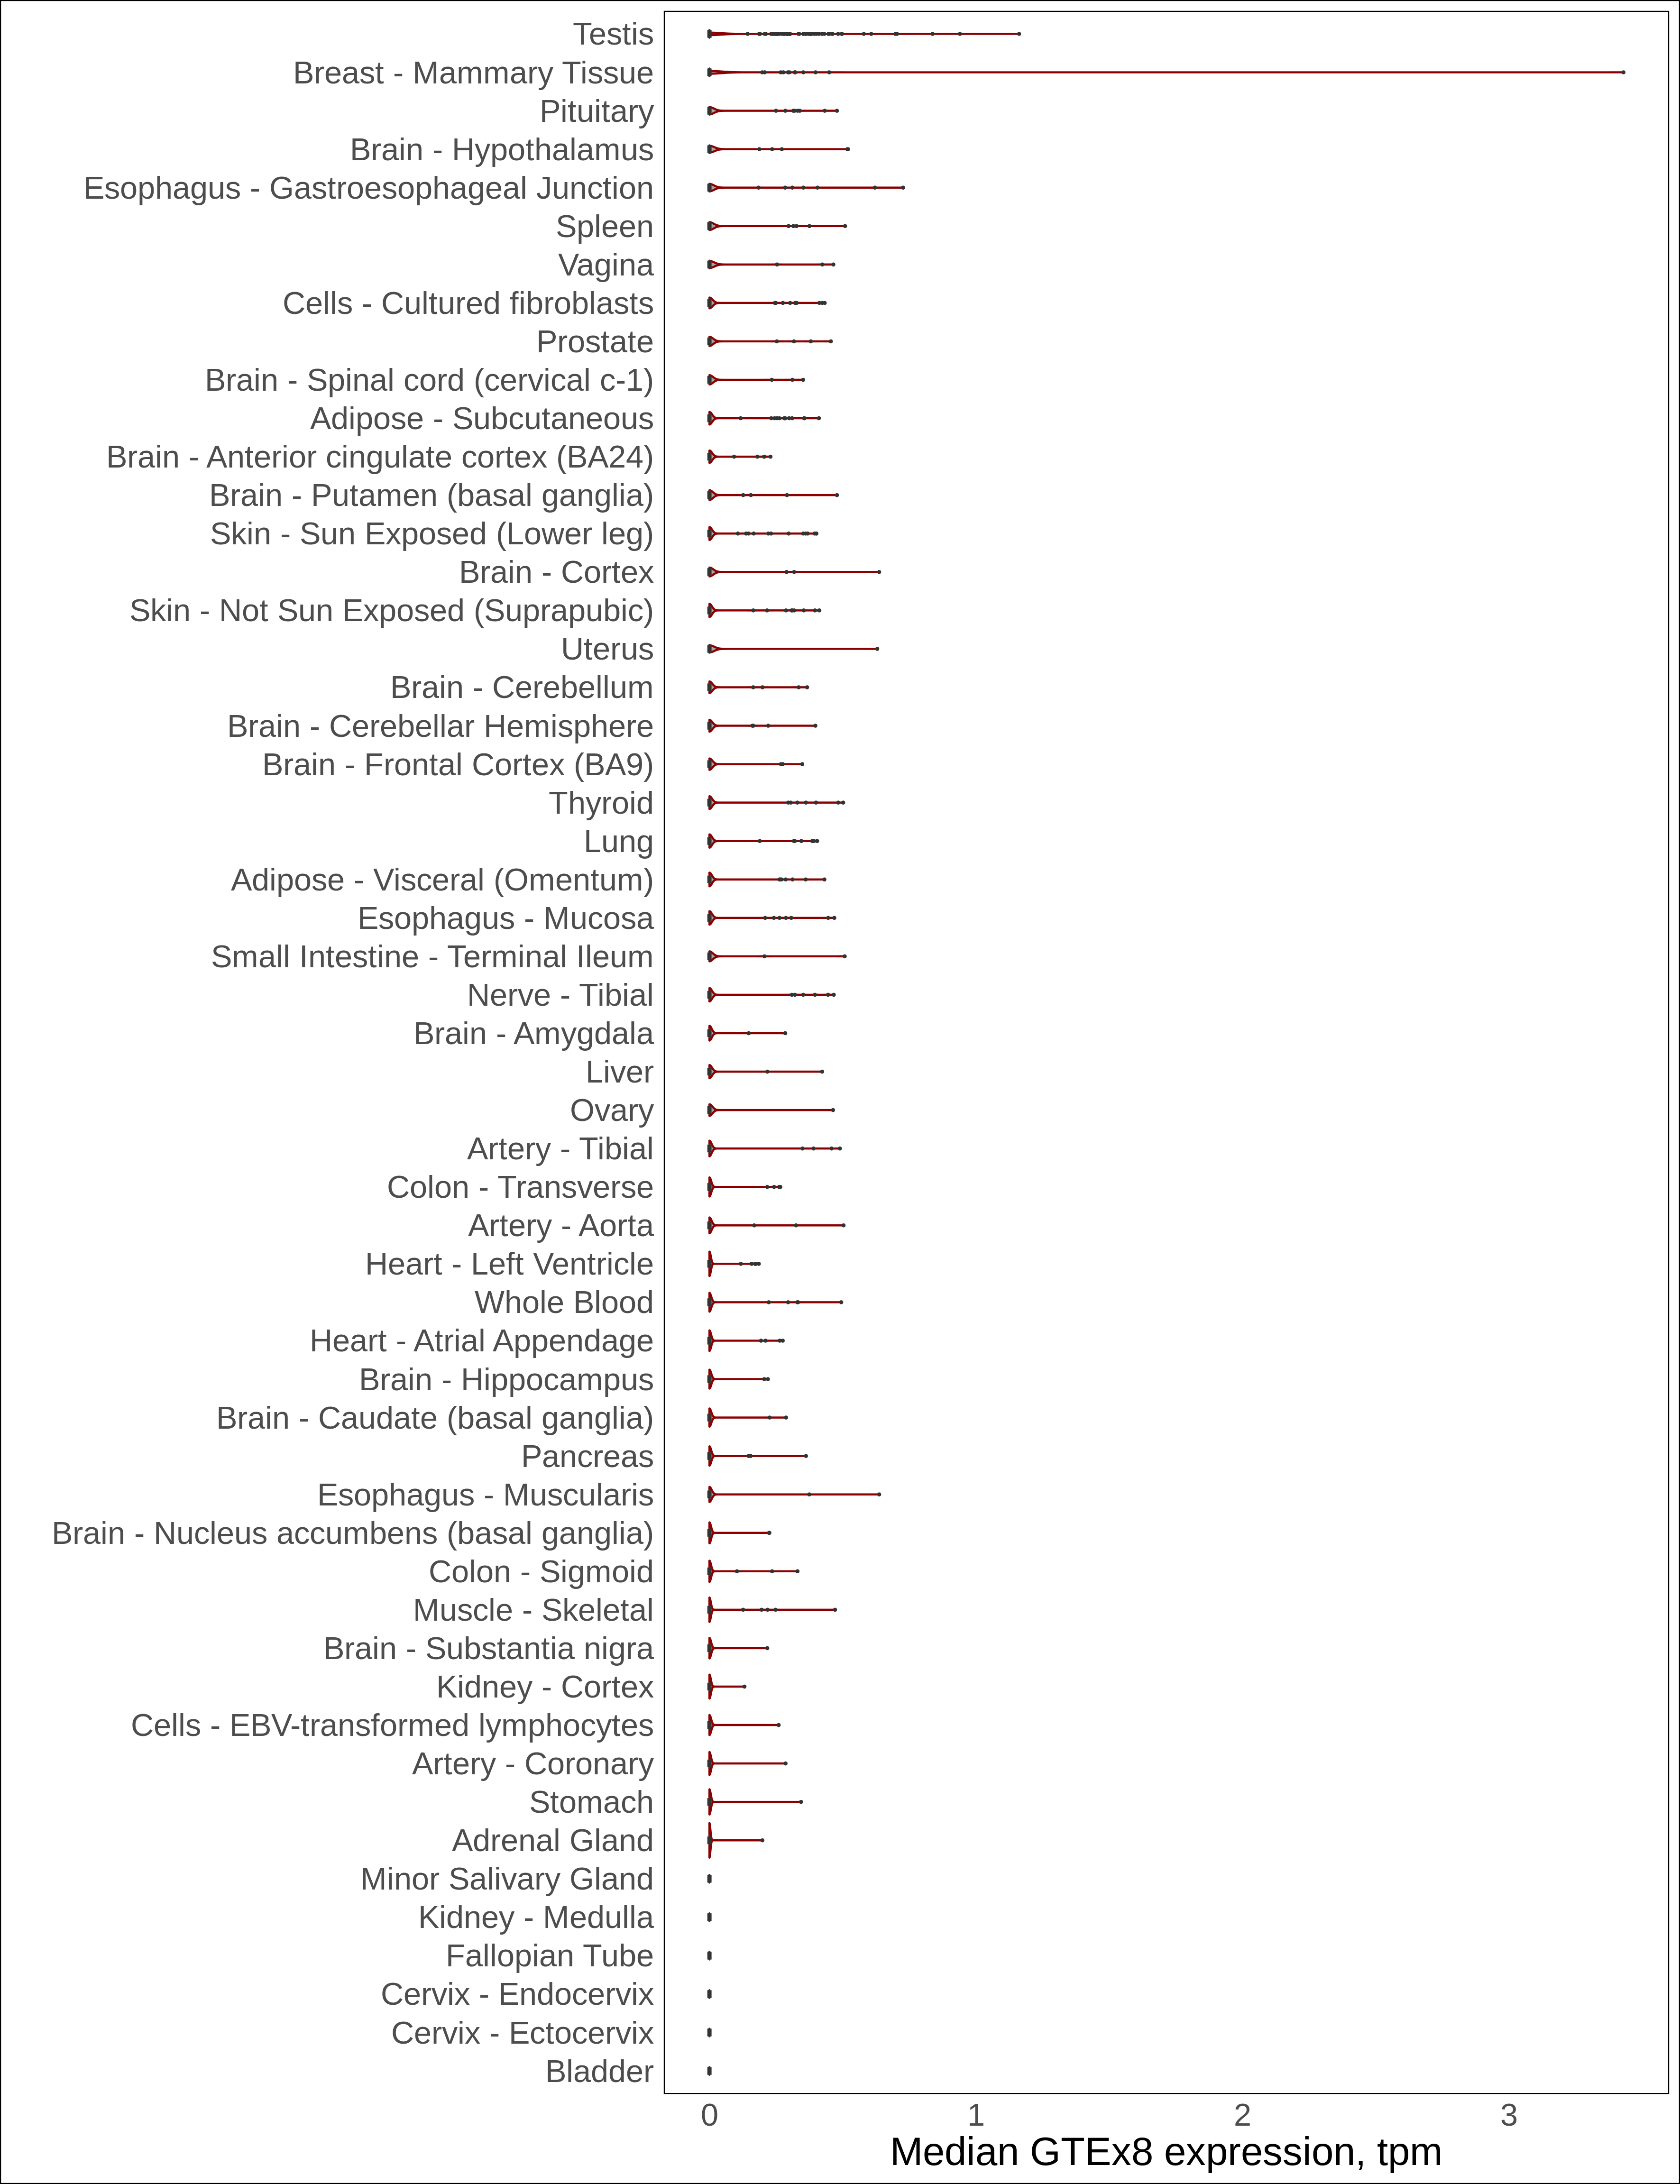 Testis
Breast - Mammary Tissue
Pituitary
Brain - Hypothalamus
Esophagus - Gastroesophageal Junction
Spleen
Vagina
Cells - Cultured fibroblasts
Prostate
Brain - Spinal cord (cervical c-1)
Adipose - Subcutaneous
Brain - Anterior cingulate cortex (BA24)
Brain - Putamen (basal ganglia)
Skin - Sun Exposed (Lower leg)
Brain - Cortex
Skin - Not Sun Exposed (Suprapubic)
Uterus
Brain - Cerebellum
Brain - Cerebellar Hemisphere
Brain - Frontal Cortex (BA9)
Thyroid
Lung
Adipose - Visceral (Omentum)
Esophagus - Mucosa
Small Intestine - Terminal Ileum
Nerve - Tibial
Brain - Amygdala
Liver
Ovary
Artery - Tibial
Colon - Transverse
Artery - Aorta
Heart - Left Ventricle
Whole Blood
Heart - Atrial Appendage
Brain - Hippocampus
Brain - Caudate (basal ganglia)
Pancreas
Esophagus - Muscularis
Brain - Nucleus accumbens (basal ganglia)
Colon - Sigmoid
Muscle - Skeletal
Brain - Substantia nigra
Kidney - Cortex
Cells - EBV-transformed lymphocytes
Artery - Coronary
Stomach
Adrenal Gland
Minor Salivary Gland
Kidney - Medulla
Fallopian Tube
Cervix - Endocervix
Cervix - Ectocervix
Bladder
0 1 2 3
Median GTEx8 expression, tpm